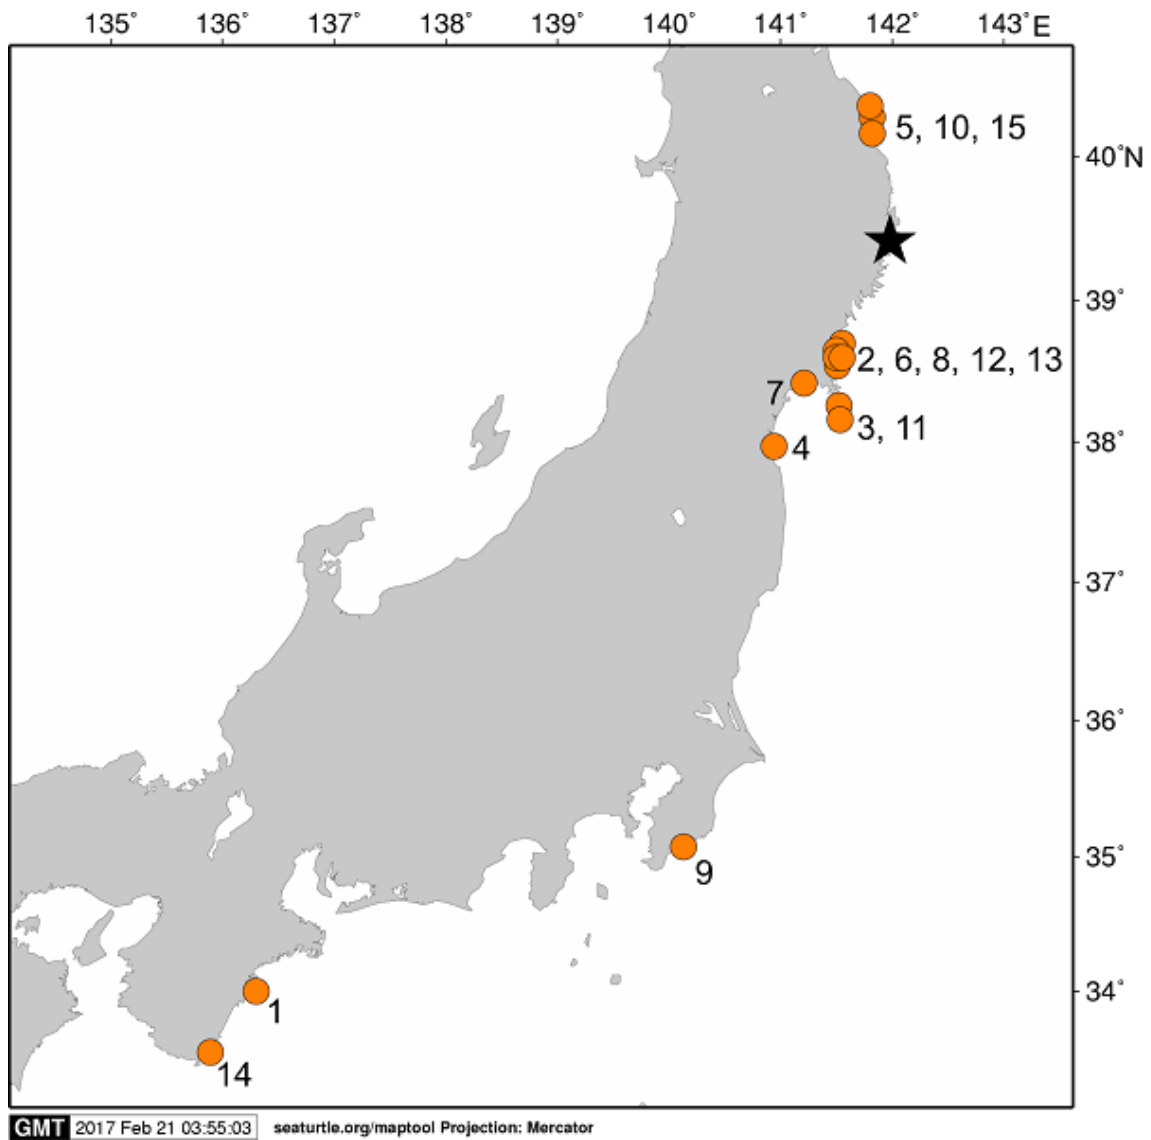 135° 136° 137° 138° 139° 140° 141° 142° 143°E
5, 10, 15
40°N
39°
2, 6, 8, 12, 13
7
3, 11
38°
4
37°
36°
35°
9
34°
1
14
GMT 2017 Feb 21 03:55:03 seaturtle.org/maptool Projection: Mercator